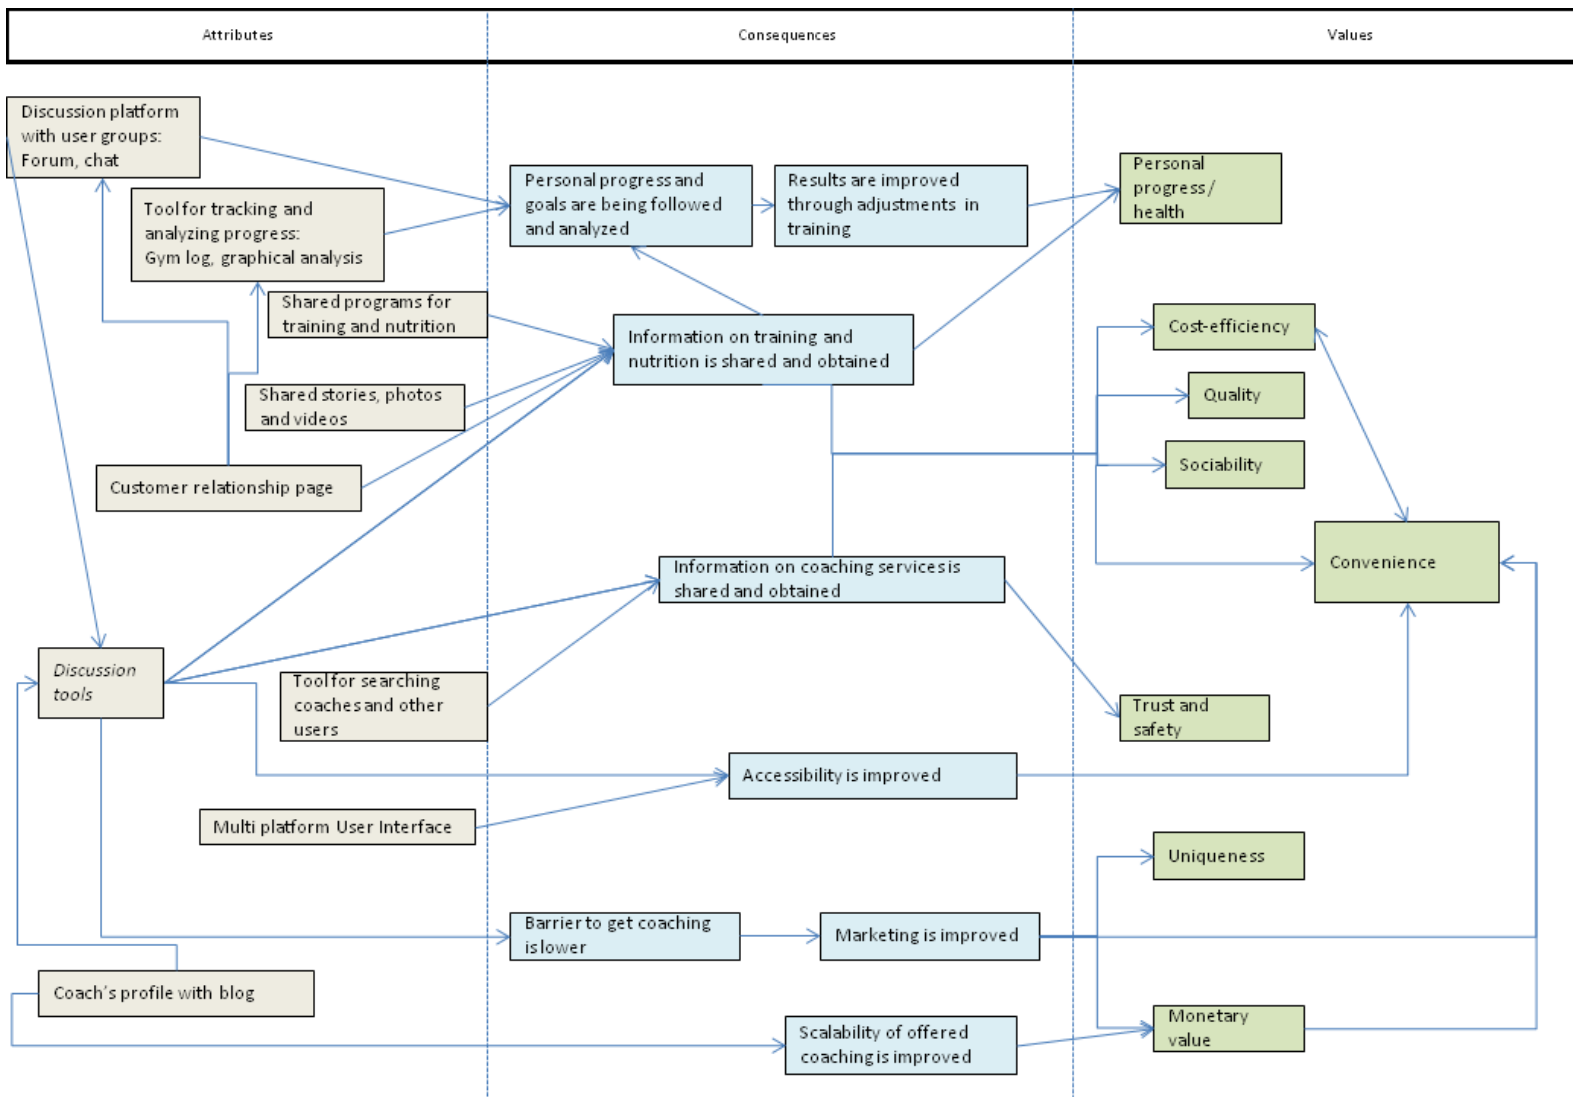 Attributes
Consequences
Values
Discussion platform
with user groups:
Forum, chat
Tool for tracking and
analyzing progress:
Gym log, graphical analysis
Shared programs for
training and nutrition
Shared stories, photos
and videos
Customer relationship page
Discussion
tools
Tool for searching
coaches and other
users
Multi platform User Interface
Coach's profile with blog
Personal progress and
goals are being followed
and analyzed
Results are improved
through adjustments in
training
Information on training and
nutrition is shared and obtained
Information on coaching services is
shared and obtained
Accessibility is improved
Barrier to get coaching
is lower
Marketing is improved
Scalability of offered
coaching is improved
Personal
progress /
health
Cost-efficiency
Quality
Sociability
Convenience
Trust and
safety
Uniqueness
Monetary
value